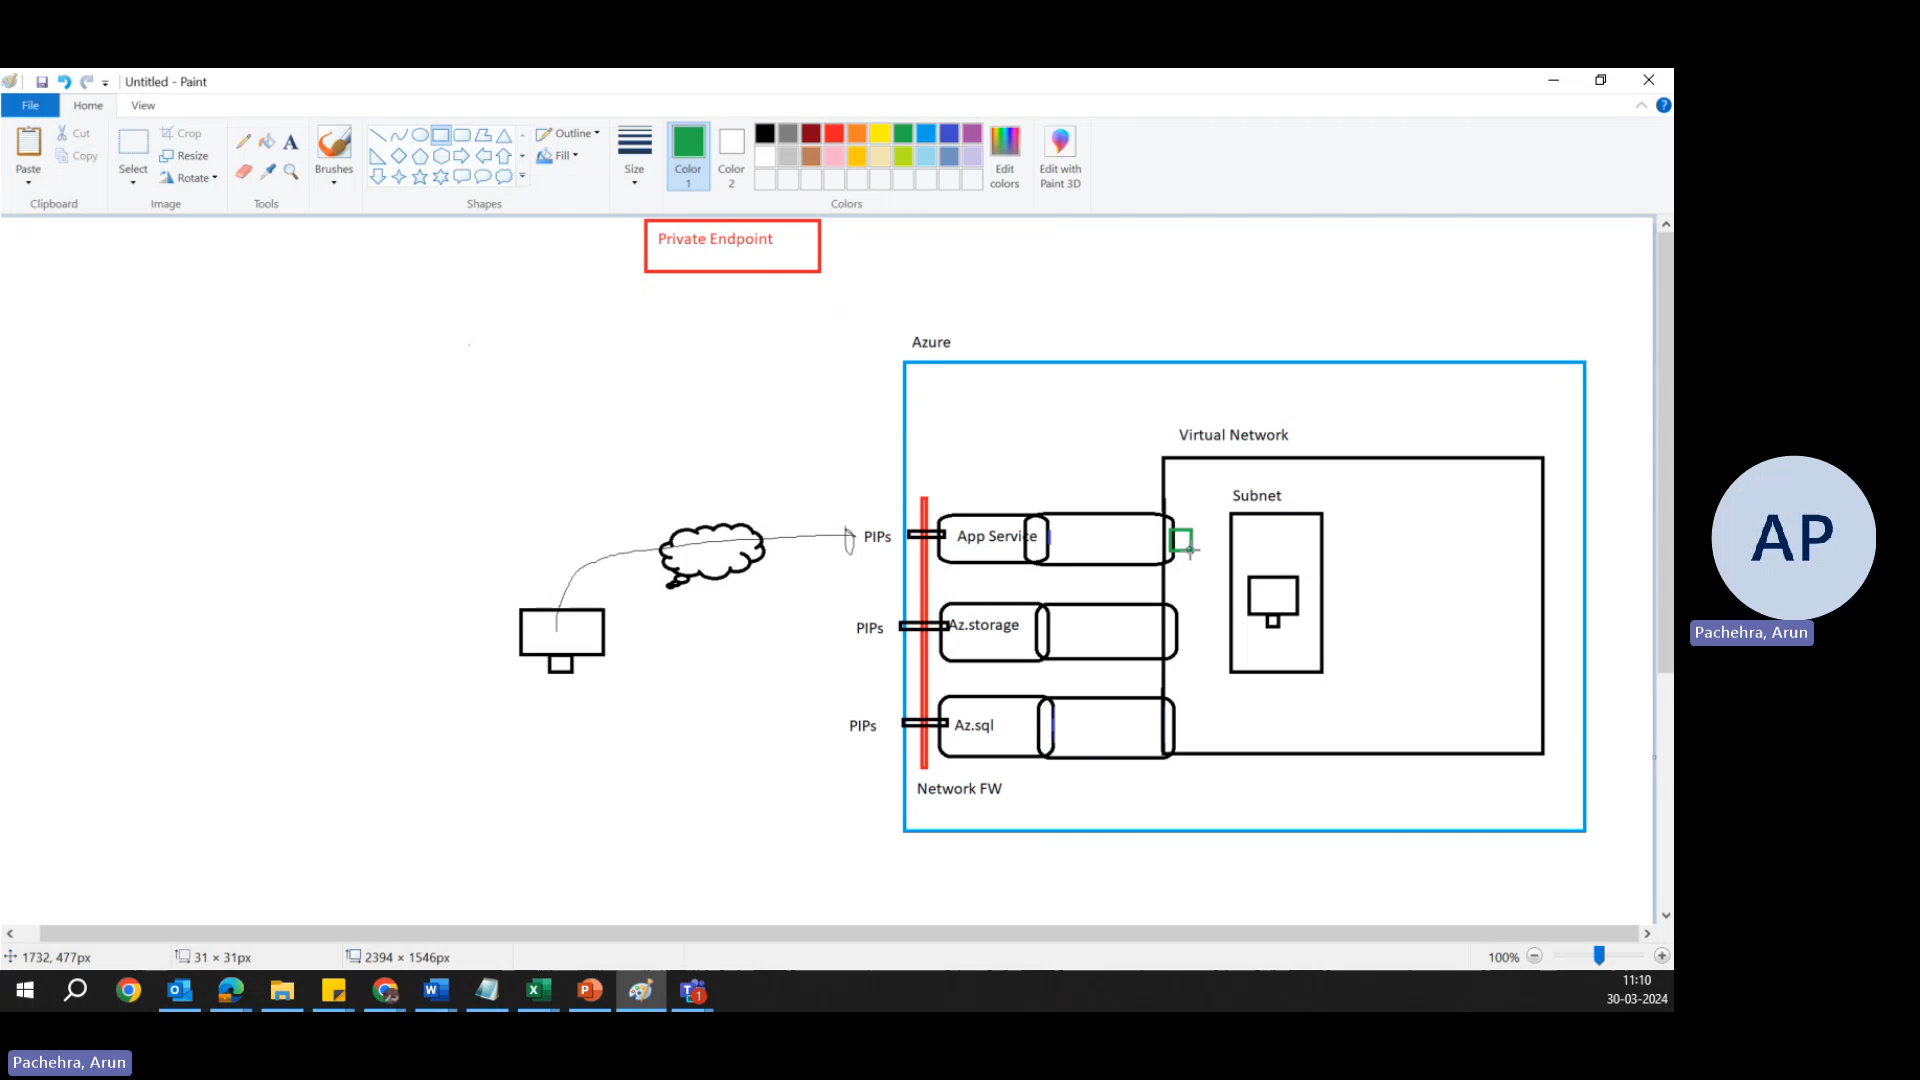 Untitled - Paint
File Home View
Paste
Cut
Copy
Clipboard
Select
Crop
Resize
Rotate
Image
Tools
Brushes
Outline
Fill
Shapes
Size
Color
1
Color
2
Edit
colors
Colors
Edit with
Paint 3D
Private Endpoint
Azure
Virtual Network
Subnet
PIPs
App Service
PIPs
Az.storage
PIPs
Az.sql
Network FW
AP
Pachehra, Arun
1732, 477px
31 × 31px
2394 × 1546px
100%
11:10
30-03-2024
Pachehra, Arun